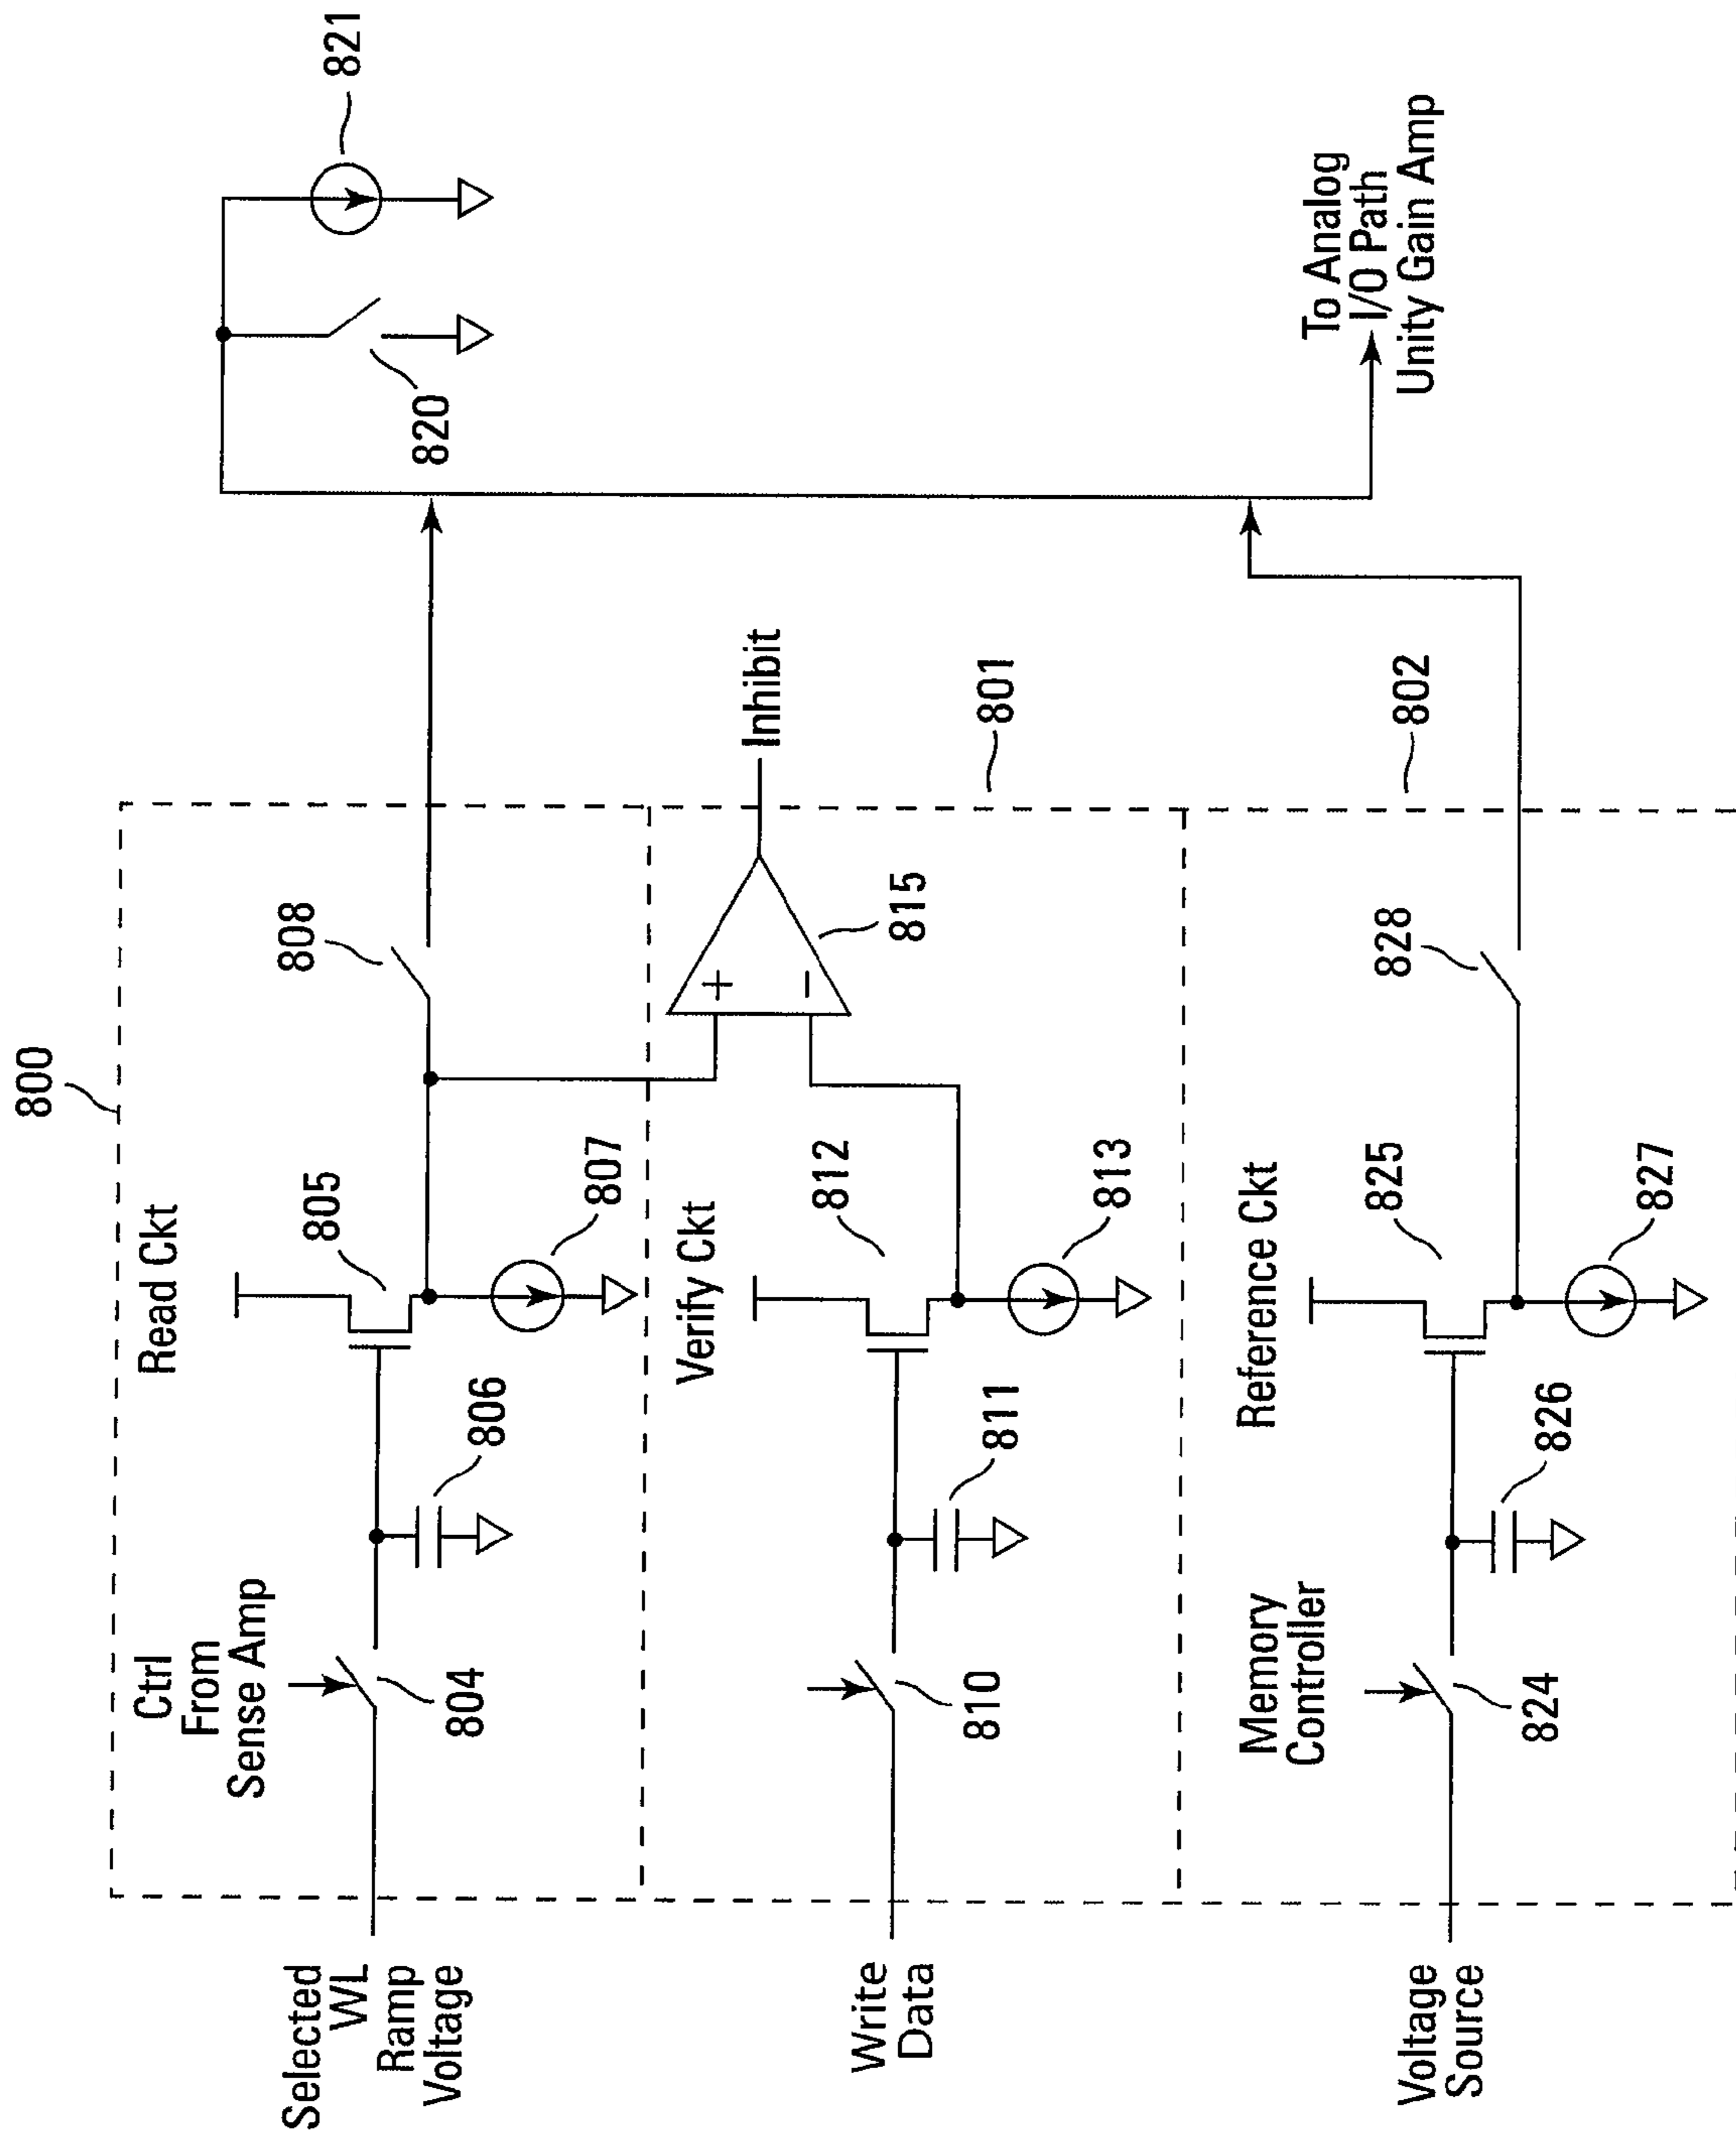 800
Read Ckt
Ctrl
From
Sense Amp
804
805
806
807
808
Selected
WL
Ramp
Voltage
Verify Ckt
801
810
811
812
813
815
+
−
Inhibit
Write
Data
Reference Ckt
802
Memory
Controller
824
825
826
827
828
Voltage
Source
820
821
To Analog
I/O Path
Unity Gain Amp